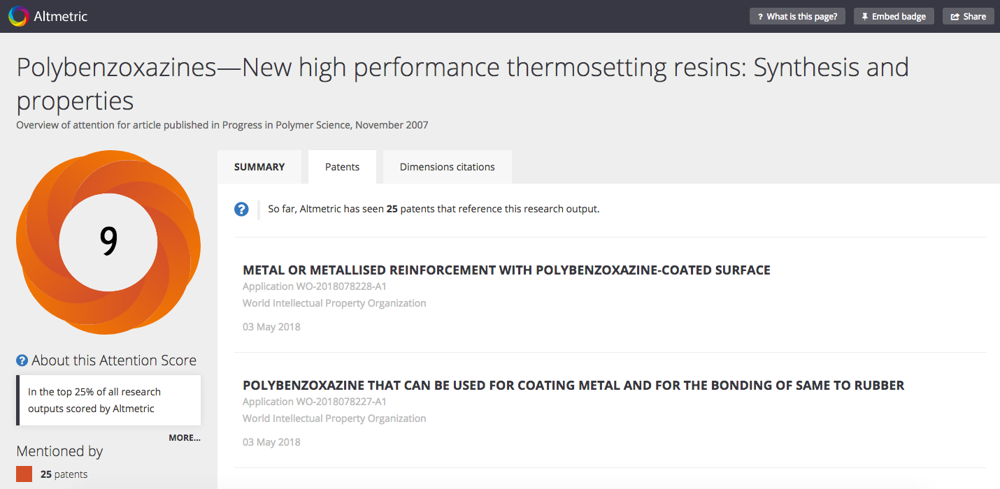 Altmetric
? What is this page?
Embed badge
Share
Polybenzoxazines—New high performance thermosetting resins: Synthesis and
properties
Overview of attention for article published in Progress in Polymer Science, November 2007
SUMMARY
Patents
Dimensions citations
9
? So far, Altmetric has seen 25 patents that reference this research output.
METAL OR METALLISED REINFORCEMENT WITH POLYBENZOXAZINE-COATED SURFACE
Application WO-2018078228-A1
World Intellectual Property Organization
03 May 2018
? About this Attention Score
In the top 25% of all research
outputs scored by Altmetric
MORE...
Mentioned by
25 patents
POLYBENZOXAZINE THAT CAN BE USED FOR COATING METAL AND FOR THE BONDING OF SAME TO RUBBER
Application WO-2018078227-A1
World Intellectual Property Organization
03 May 2018